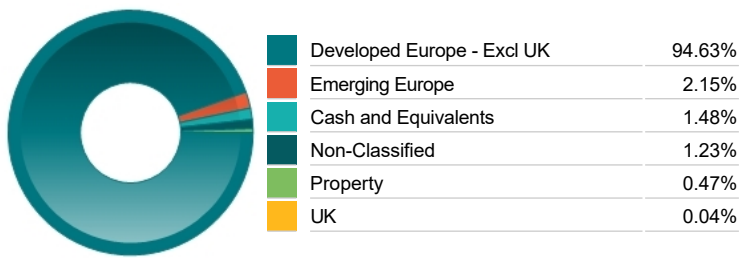 Developed Europe - Excl UK 94.63%
Emerging Europe 2.15%
Cash and Equivalents 1.48%
Non-Classified 1.23%
Property 0.47%
UK 0.04%